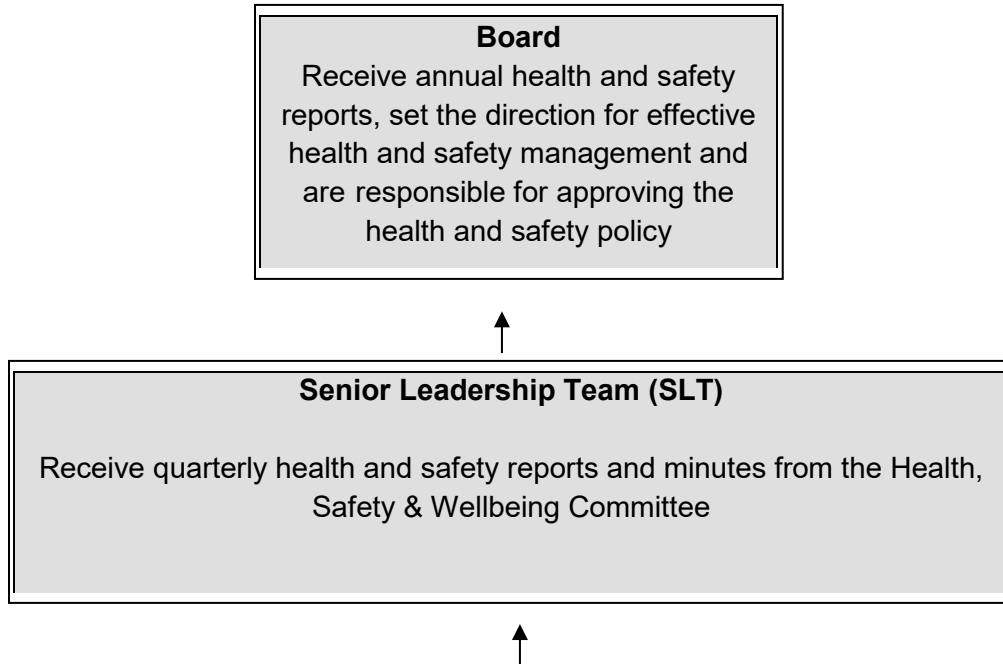 Board
Receive annual health and safety
reports, set the direction for effective
health and safety management and
are responsible for approving the
health and safety policy
Senior Leadership Team (SLT)
Receive quarterly health and safety reports and minutes from the Health,
Safety & Wellbeing Committee